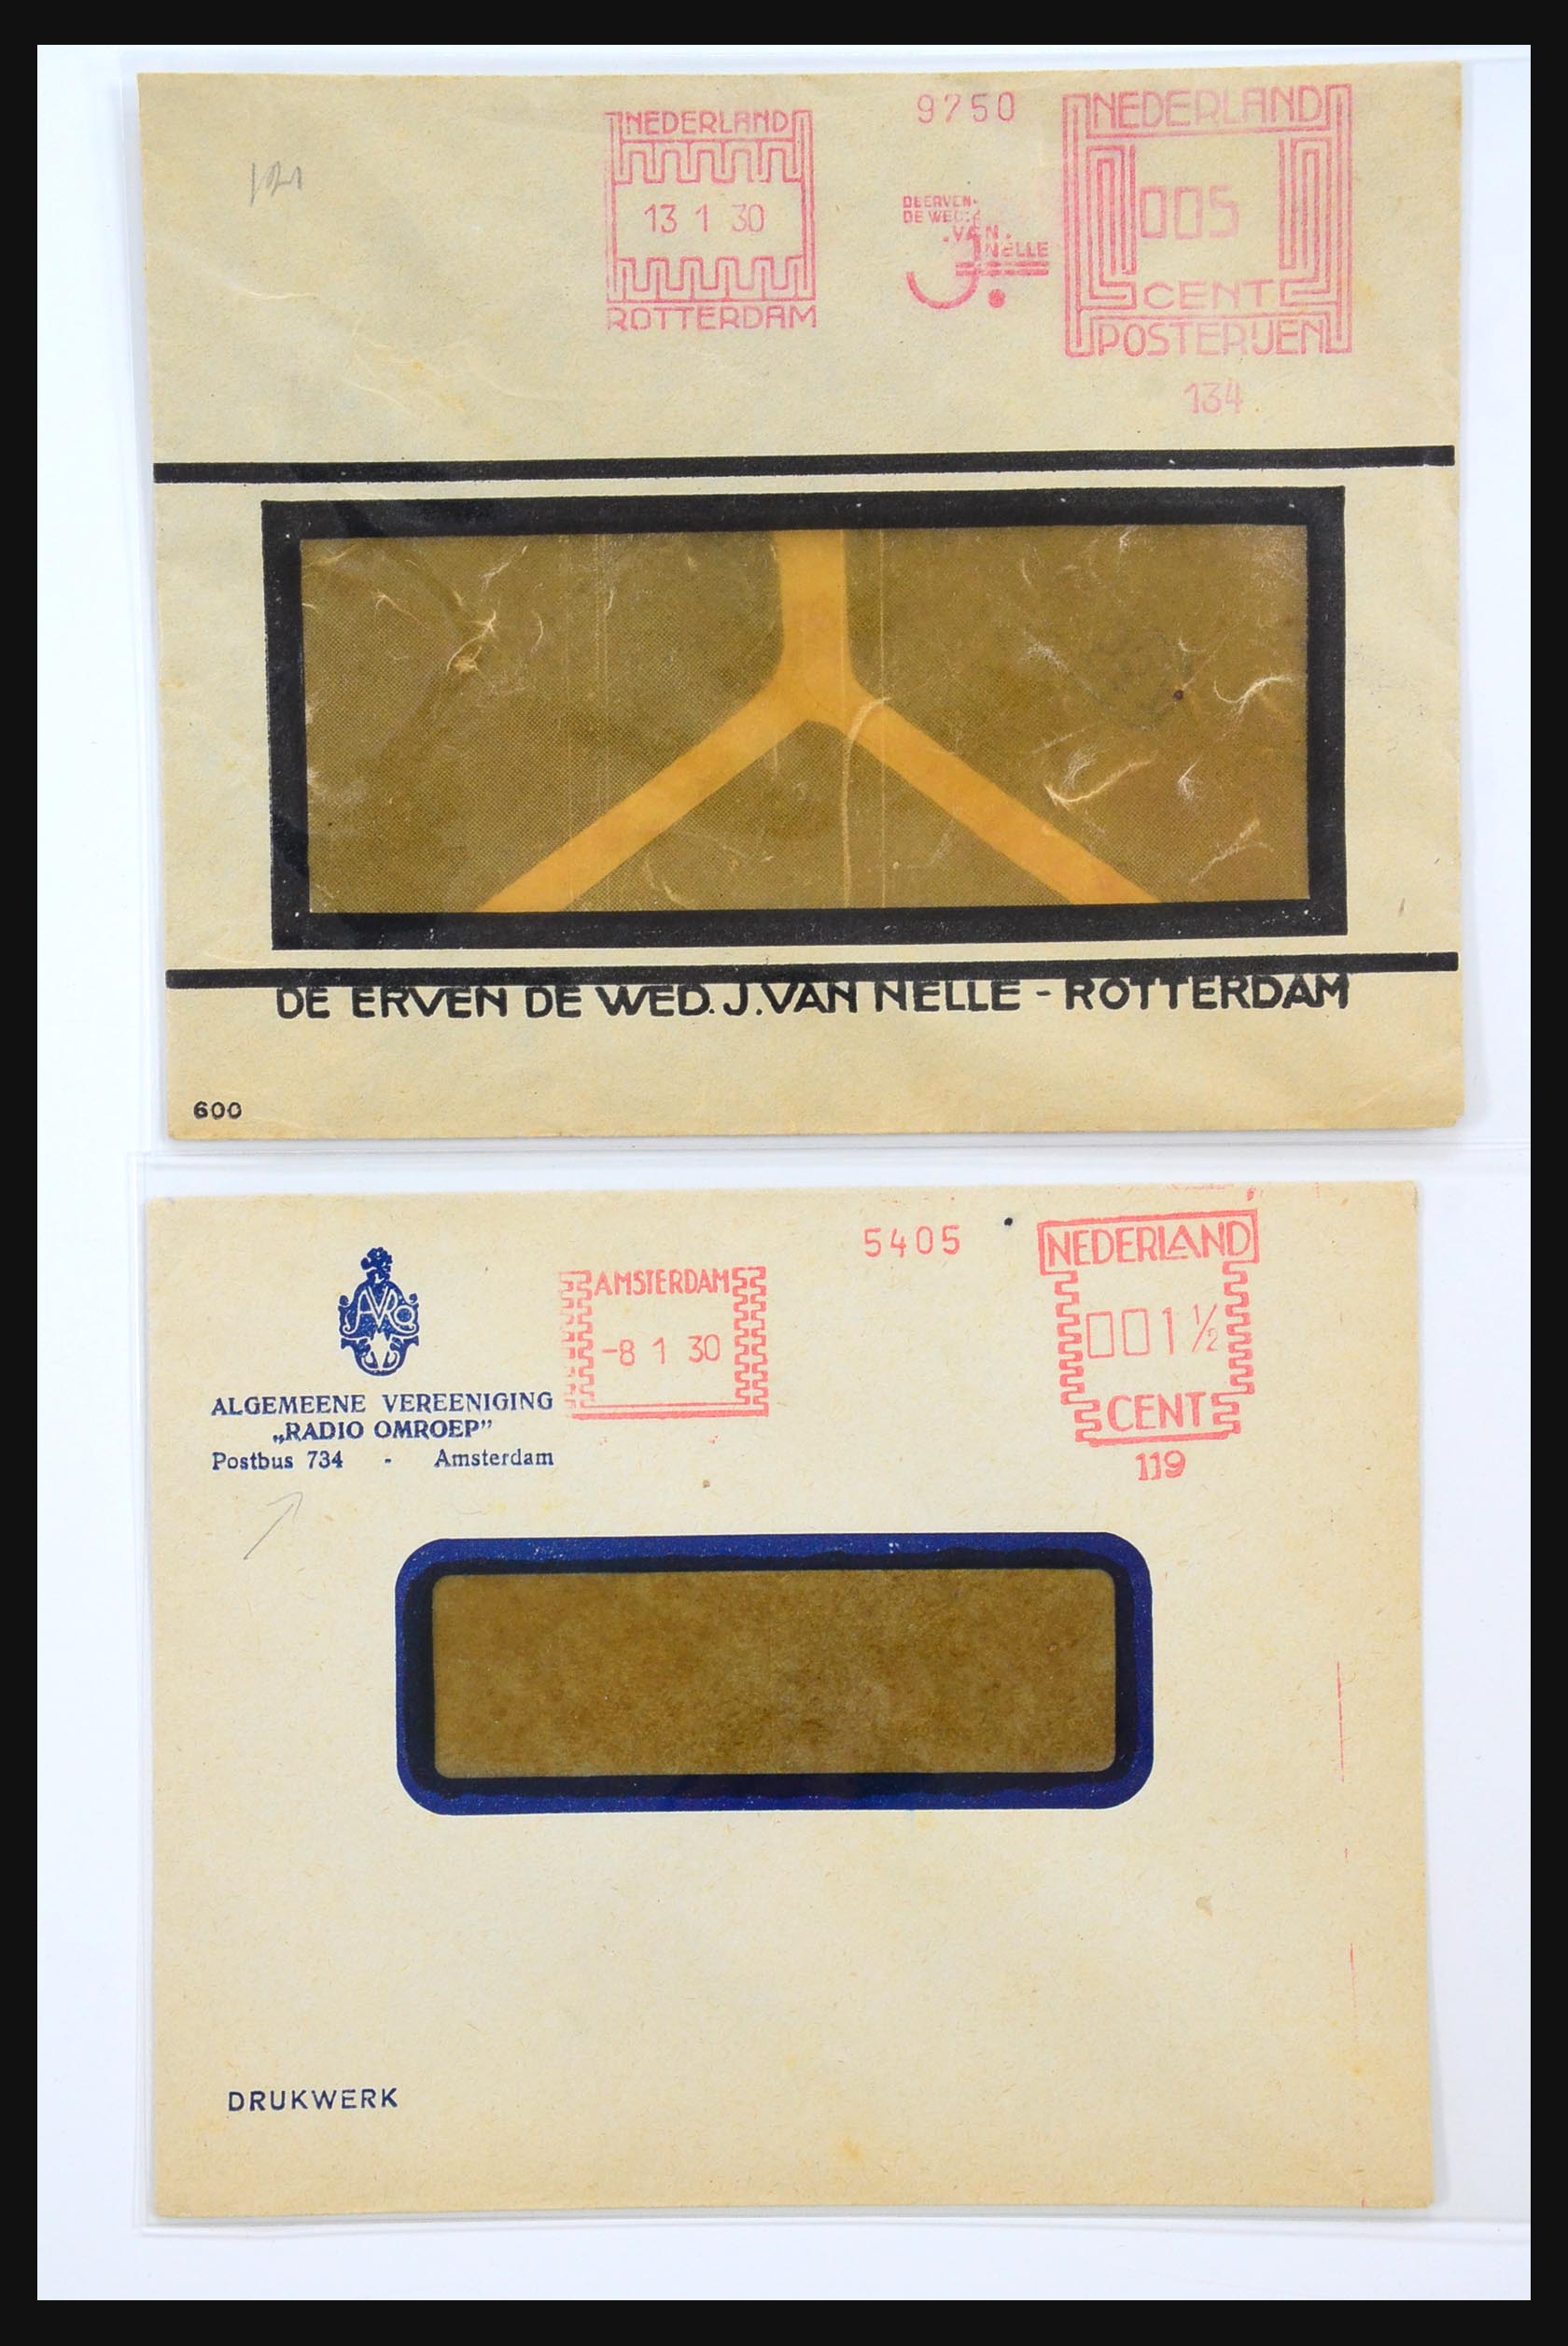 NEDERLAND
13 1 30
ROTTERDAM
9750
DE ERVEN
DE WED:
.VAN.
NELLE
J.
NEDERLAND
005
CENT
POSTERIJEN
134
DE ERVEN DE WED. J. VAN NELLE - ROTTERDAM
600
AVRO
ALGEMEENE VEREENIGING
„RADIO OMROEP”
Postbus 734 - Amsterdam
AMSTERDAM
-8 1 30
5405
NEDERLAND
001½
CENT
119
DRUKWERK